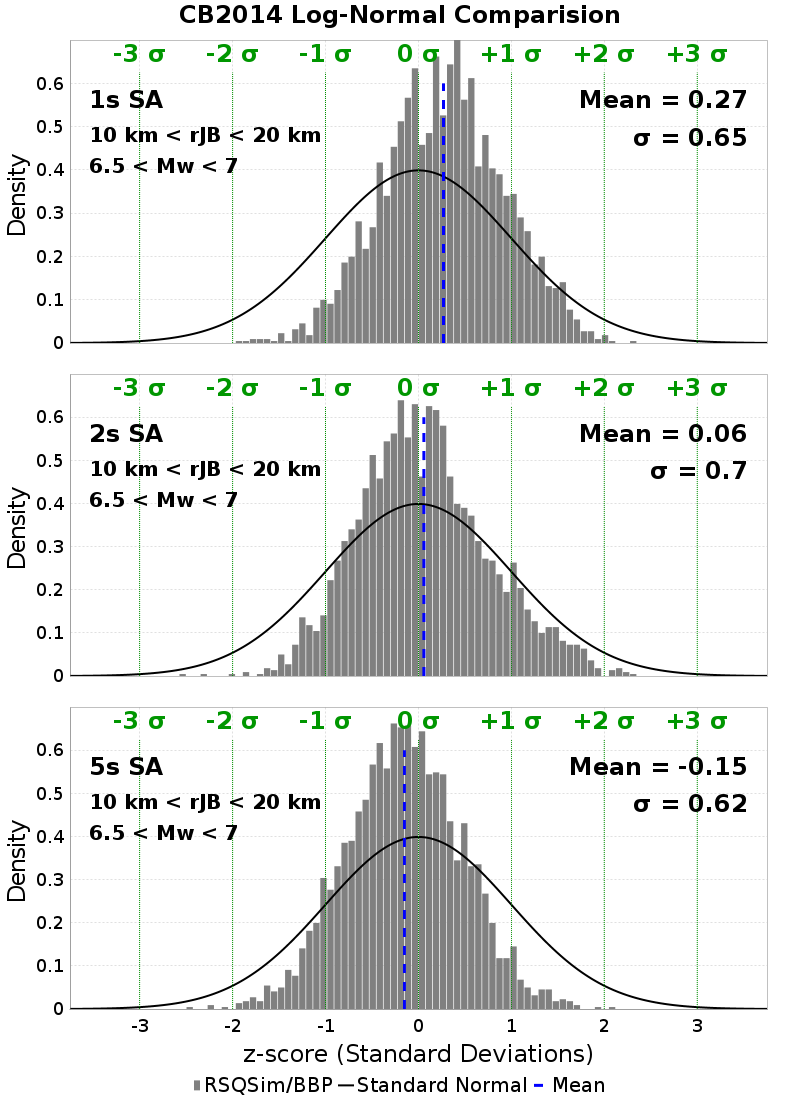 CB2014 Log-Normal Comparision
-3 σ -2 σ -1 σ 0 σ +1 σ +2 σ +3 σ
0.6
1s SA Mean = 0.27
0.5
10 km < rJB < 20 km σ = 0.65
0.4
6.5 < Mw < 7
0.3
0.2
0.1
0
Density
-3 σ -2 σ -1 σ 0 σ +1 σ +2 σ +3 σ
0.6
2s SA Mean = 0.06
0.5
10 km < rJB < 20 km σ = 0.7
0.4
6.5 < Mw < 7
0.3
0.2
0.1
0
Density
-3 σ -2 σ -1 σ 0 σ +1 σ +2 σ +3 σ
0.6
5s SA Mean = -0.15
0.5
10 km < rJB < 20 km σ = 0.62
0.4
6.5 < Mw < 7
0.3
0.2
0.1
0
Density
-3 -2 -1 0 1 2 3
z-score (Standard Deviations)
RSQSim/BBP Standard Normal Mean